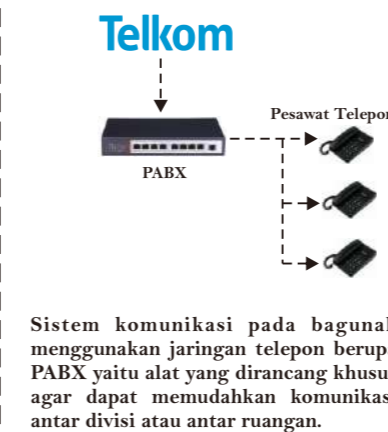 Telkom
Pesawat Telepon
PABX
Sistem komunikasi pada bagunak
menggunakan jaringan telepon berupa
PABX yaitu alat yang dirancang khusus
agar dapat memudahkan komunikasi
antar divisi atau antar ruangan.